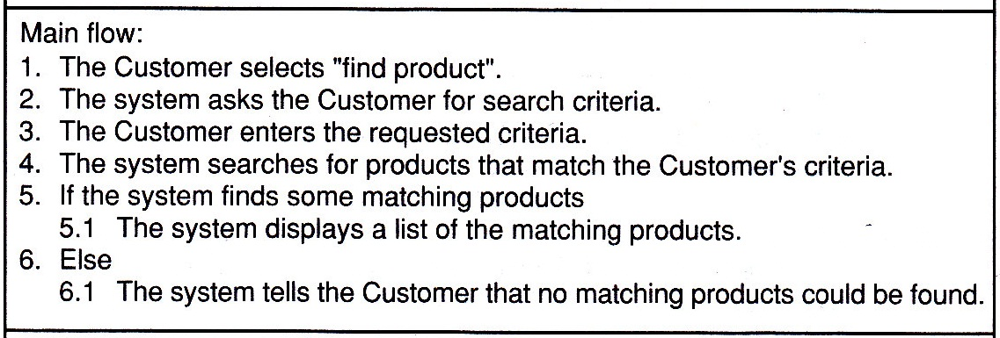 Main flow:
1. The Customer selects "find product".
2. The system asks the Customer for search criteria.
3. The Customer enters the requested criteria.
4. The system searches for products that match the Customer's criteria.
5. If the system finds some matching products
5.1 The system displays a list of the matching products.
6. Else
6.1 The system tells the Customer that no matching products could be found.